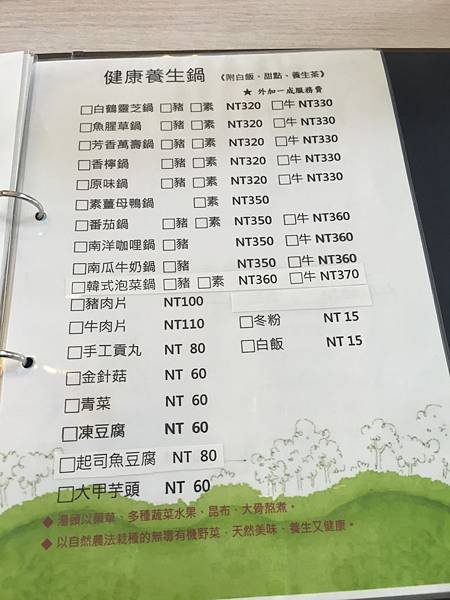 健康養生鍋 《附白飯、甜點、養生茶》
★ 外加一成服務費
□白鶴靈芝鍋 □豬 □素 NT320 □牛 NT330
□魚腥草鍋 □豬 □素 NT320 □牛 NT330
□芳香萬壽鍋 □豬 □素 NT320 □牛 NT330
□香檸鍋 □豬 □素 NT320 □牛 NT330
□原味鍋 □豬 □素 NT320 □牛 NT330
□素薑母鴨鍋 □素 NT350
□番茄鍋 □豬 □素 NT350 □牛 NT360
□南洋咖哩鍋 □豬 NT350 □牛 NT360
□南瓜牛奶鍋 □豬 NT350 □牛 NT360
□韓式泡菜鍋 □豬 □素 NT360 □牛 NT370
□豬肉片 NT100
□牛肉片 NT110 □冬粉 NT 15
□手工貢丸 NT 80 □白飯 NT 15
□金針菇 NT 60
□青菜 NT 60
□凍豆腐 NT 60
□起司魚豆腐 NT 80
□大甲芋頭 NT 60
◆ 湯頭以藥草、多種蔬菜水果、昆布、大骨熬煮。
◆ 以自然農法栽種的無毒有機野菜，天然美味、養生又健康。